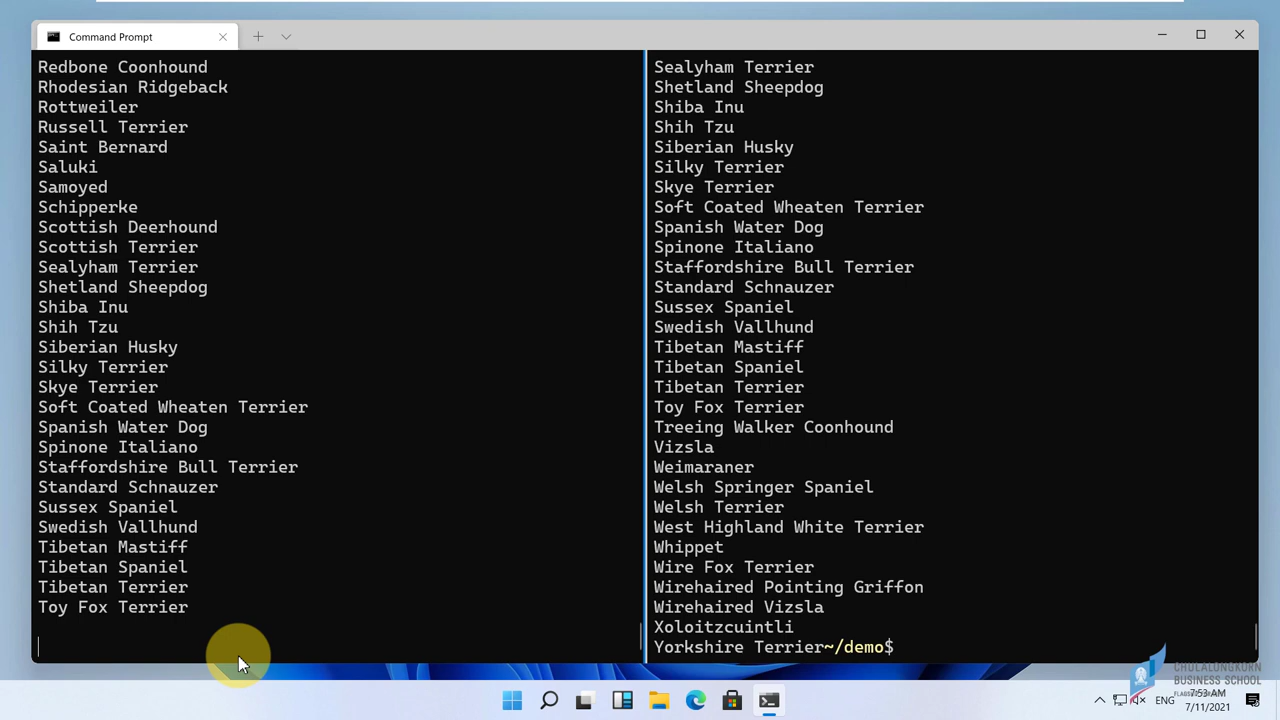 Command Prompt
Redbone Coonhound
Rhodesian Ridgeback
Rottweiler
Russell Terrier
Saint Bernard
Saluki
Samoyed
Schipperke
Scottish Deerhound
Scottish Terrier
Sealyham Terrier
Shetland Sheepdog
Shiba Inu
Shih Tzu
Siberian Husky
Silky Terrier
Skye Terrier
Soft Coated Wheaten Terrier
Spanish Water Dog
Spinone Italiano
Staffordshire Bull Terrier
Standard Schnauzer
Sussex Spaniel
Swedish Vallhund
Tibetan Mastiff
Tibetan Spaniel
Tibetan Terrier
Toy Fox Terrier
Sealyham Terrier
Shetland Sheepdog
Shiba Inu
Shih Tzu
Siberian Husky
Silky Terrier
Skye Terrier
Soft Coated Wheaten Terrier
Spanish Water Dog
Spinone Italiano
Staffordshire Bull Terrier
Standard Schnauzer
Sussex Spaniel
Swedish Vallhund
Tibetan Mastiff
Tibetan Spaniel
Tibetan Terrier
Toy Fox Terrier
Treeing Walker Coonhound
Vizsla
Weimaraner
Welsh Springer Spaniel
Welsh Terrier
West Highland White Terrier
Whippet
Wire Fox Terrier
Wirehaired Pointing Griffon
Wirehaired Vizsla
Xoloitzcuintli
Yorkshire Terrier~/demo$
CHULALONGKORN
BUSINESS SCHOOL
ENG
7:53 AM
7/11/2021